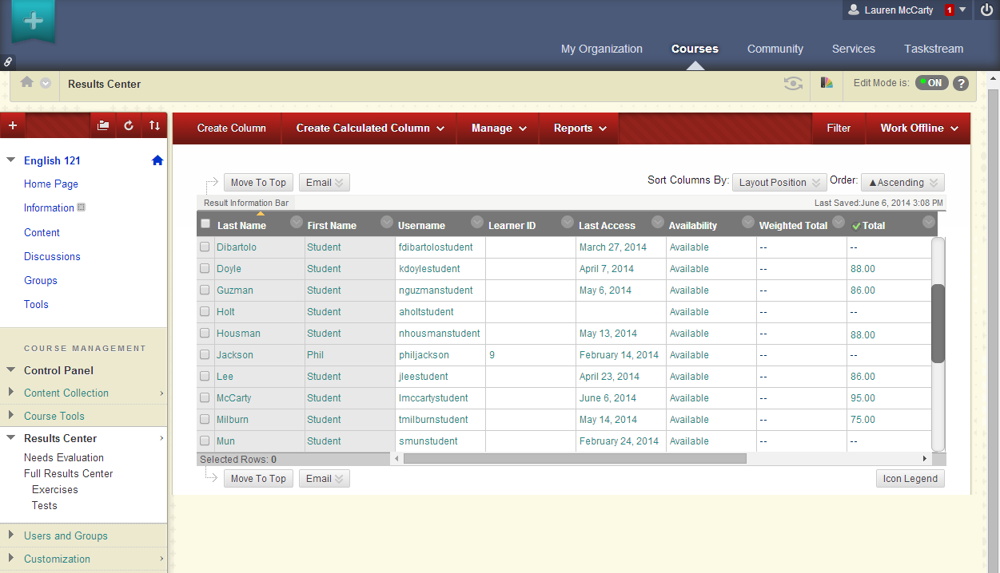 Lauren McCarty 1
My Organization Courses Community Services Taskstream
Results Center Edit Mode is: ON ?
Create Column Create Calculated Column Manage Reports Filter Work Offline
English 121
Home Page
Information
Content
Discussions
Groups
Tools
COURSE MANAGEMENT
Control Panel
Content Collection
Course Tools
Results Center
Needs Evaluation
Full Results Center
Exercises
Tests
Users and Groups
Customization
Move To Top Email Sort Columns By: Layout Position Order: ▲Ascending
Result Information Bar Last Saved:June 6, 2014 3:08 PM
Last Name First Name Username Learner ID Last Access Availability Weighted Total Total
Dibartolo Student fdibartolostudent March 27, 2014 Available -- --
Doyle Student kdoylestudent April 7, 2014 Available -- 88.00
Guzman Student nguzmanstudent May 6, 2014 Available -- 86.00
Holt Student aholtstudent Available -- --
Housman Student nhousmanstudent May 13, 2014 Available -- 88.00
Jackson Phil philjackson 9 February 14, 2014 Available -- --
Lee Student jleestudent April 23, 2014 Available -- 86.00
McCarty Student lmccartystudent June 6, 2014 Available -- 95.00
Milburn Student tmilburnstudent May 14, 2014 Available -- 75.00
Mun Student smunstudent February 24, 2014 Available -- --
Selected Rows: 0
Move To Top Email Icon Legend